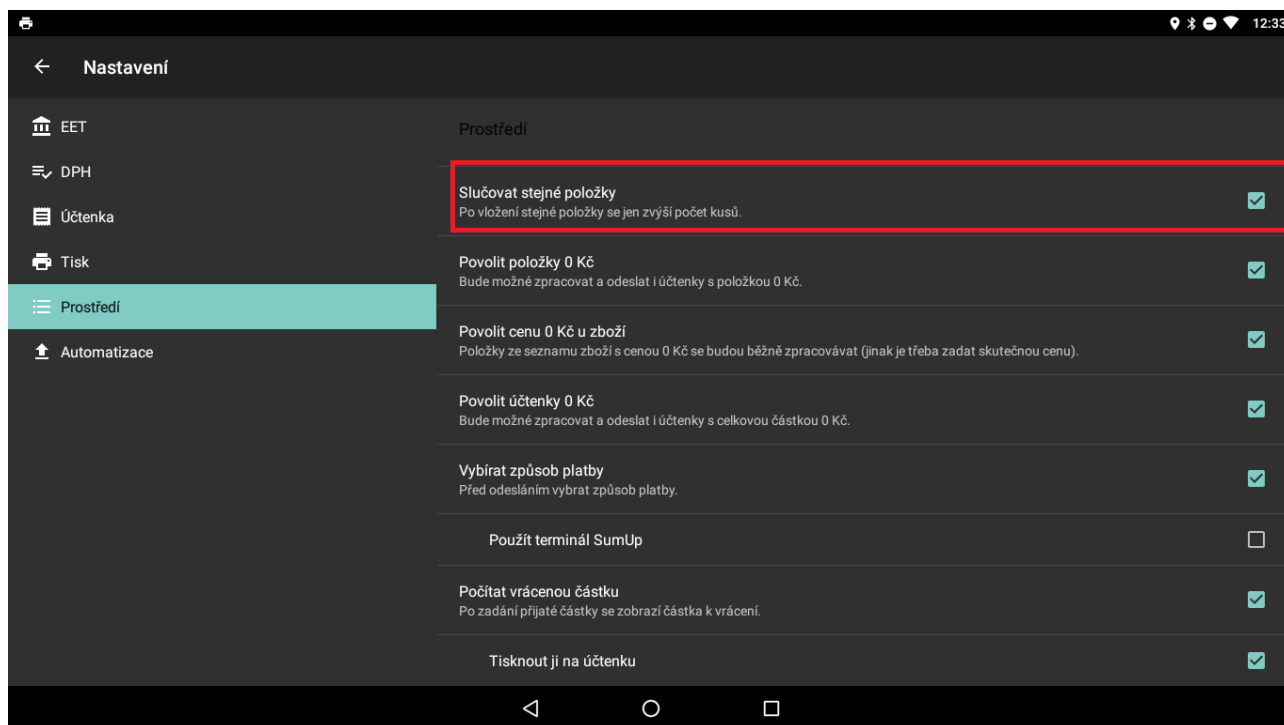 12:33
Nastavení
EET
DPH
Účtenka
Tisk
Prostředí
Automatizace
Prostředí
Slučovat stejné položky
Po vložení stejné položky se jen zvýší počet kusů.
Povolit položky 0 Kč
Bude možné zpracovat a odeslat i účtenky s položkou 0 Kč.
Povolit cenu 0 Kč u zboží
Položky ze seznamu zboží s cenou 0 Kč se budou běžně zpracovávat (jinak je třeba zadat skutečnou cenu).
Povolit účtenky 0 Kč
Bude možné zpracovat a odeslat i účtenky s celkovou částkou 0 Kč.
Vybírat způsob platby
Před odesláním vybrat způsob platby.
Použít terminál SumUp
Počítat vrácenou částku
Po zadání přijaté částky se zobrazí částka k vrácení.
Tisknout ji na účtenku